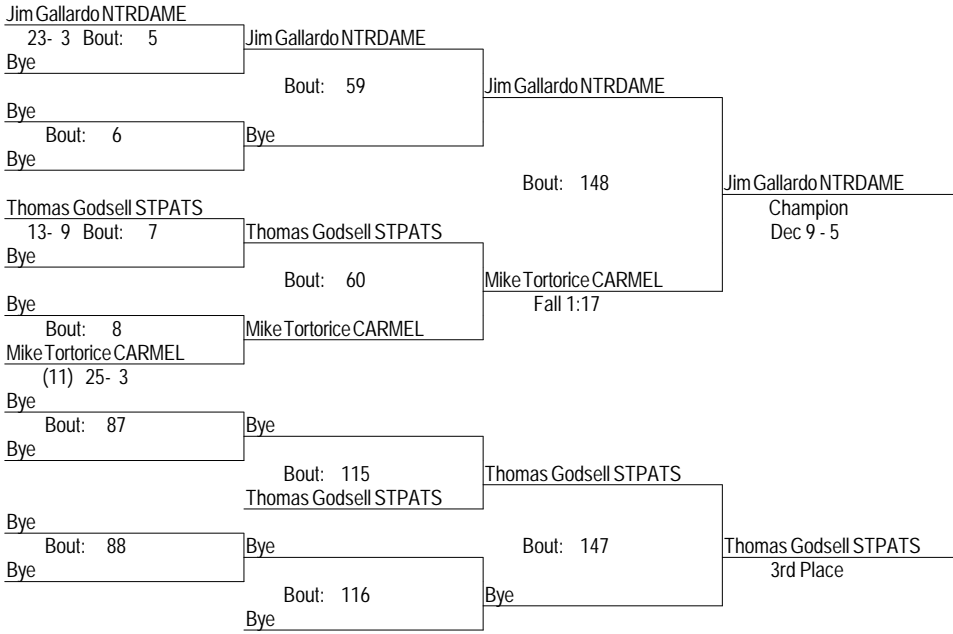 Jim Gallardo NTRDAME
23- 3 Bout: 5 Jim Gallardo NTRDAME
Bye
Bout: 59 Jim Gallardo NTRDAME
Bye
Bout: 6 Bye
Bye
Bout: 148 Jim Gallardo NTRDAME
Thomas Godsell STPATS Champion
13- 9 Bout: 7 Thomas Godsell STPATS Dec 9 - 5
Bye
Bout: 60 Mike Tortorice CARMEL
Bye Fall 1:17
Bout: 8 Mike Tortorice CARMEL
Mike Tortorice CARMEL
(11) 25- 3
Bye
Bout: 87 Bye
Bye
Bout: 115 Thomas Godsell STPATS
Thomas Godsell STPATS
Bye
Bout: 88 Bye Bout: 147 Thomas Godsell STPATS
Bye 3rd Place
Bout: 116 Bye
Bye